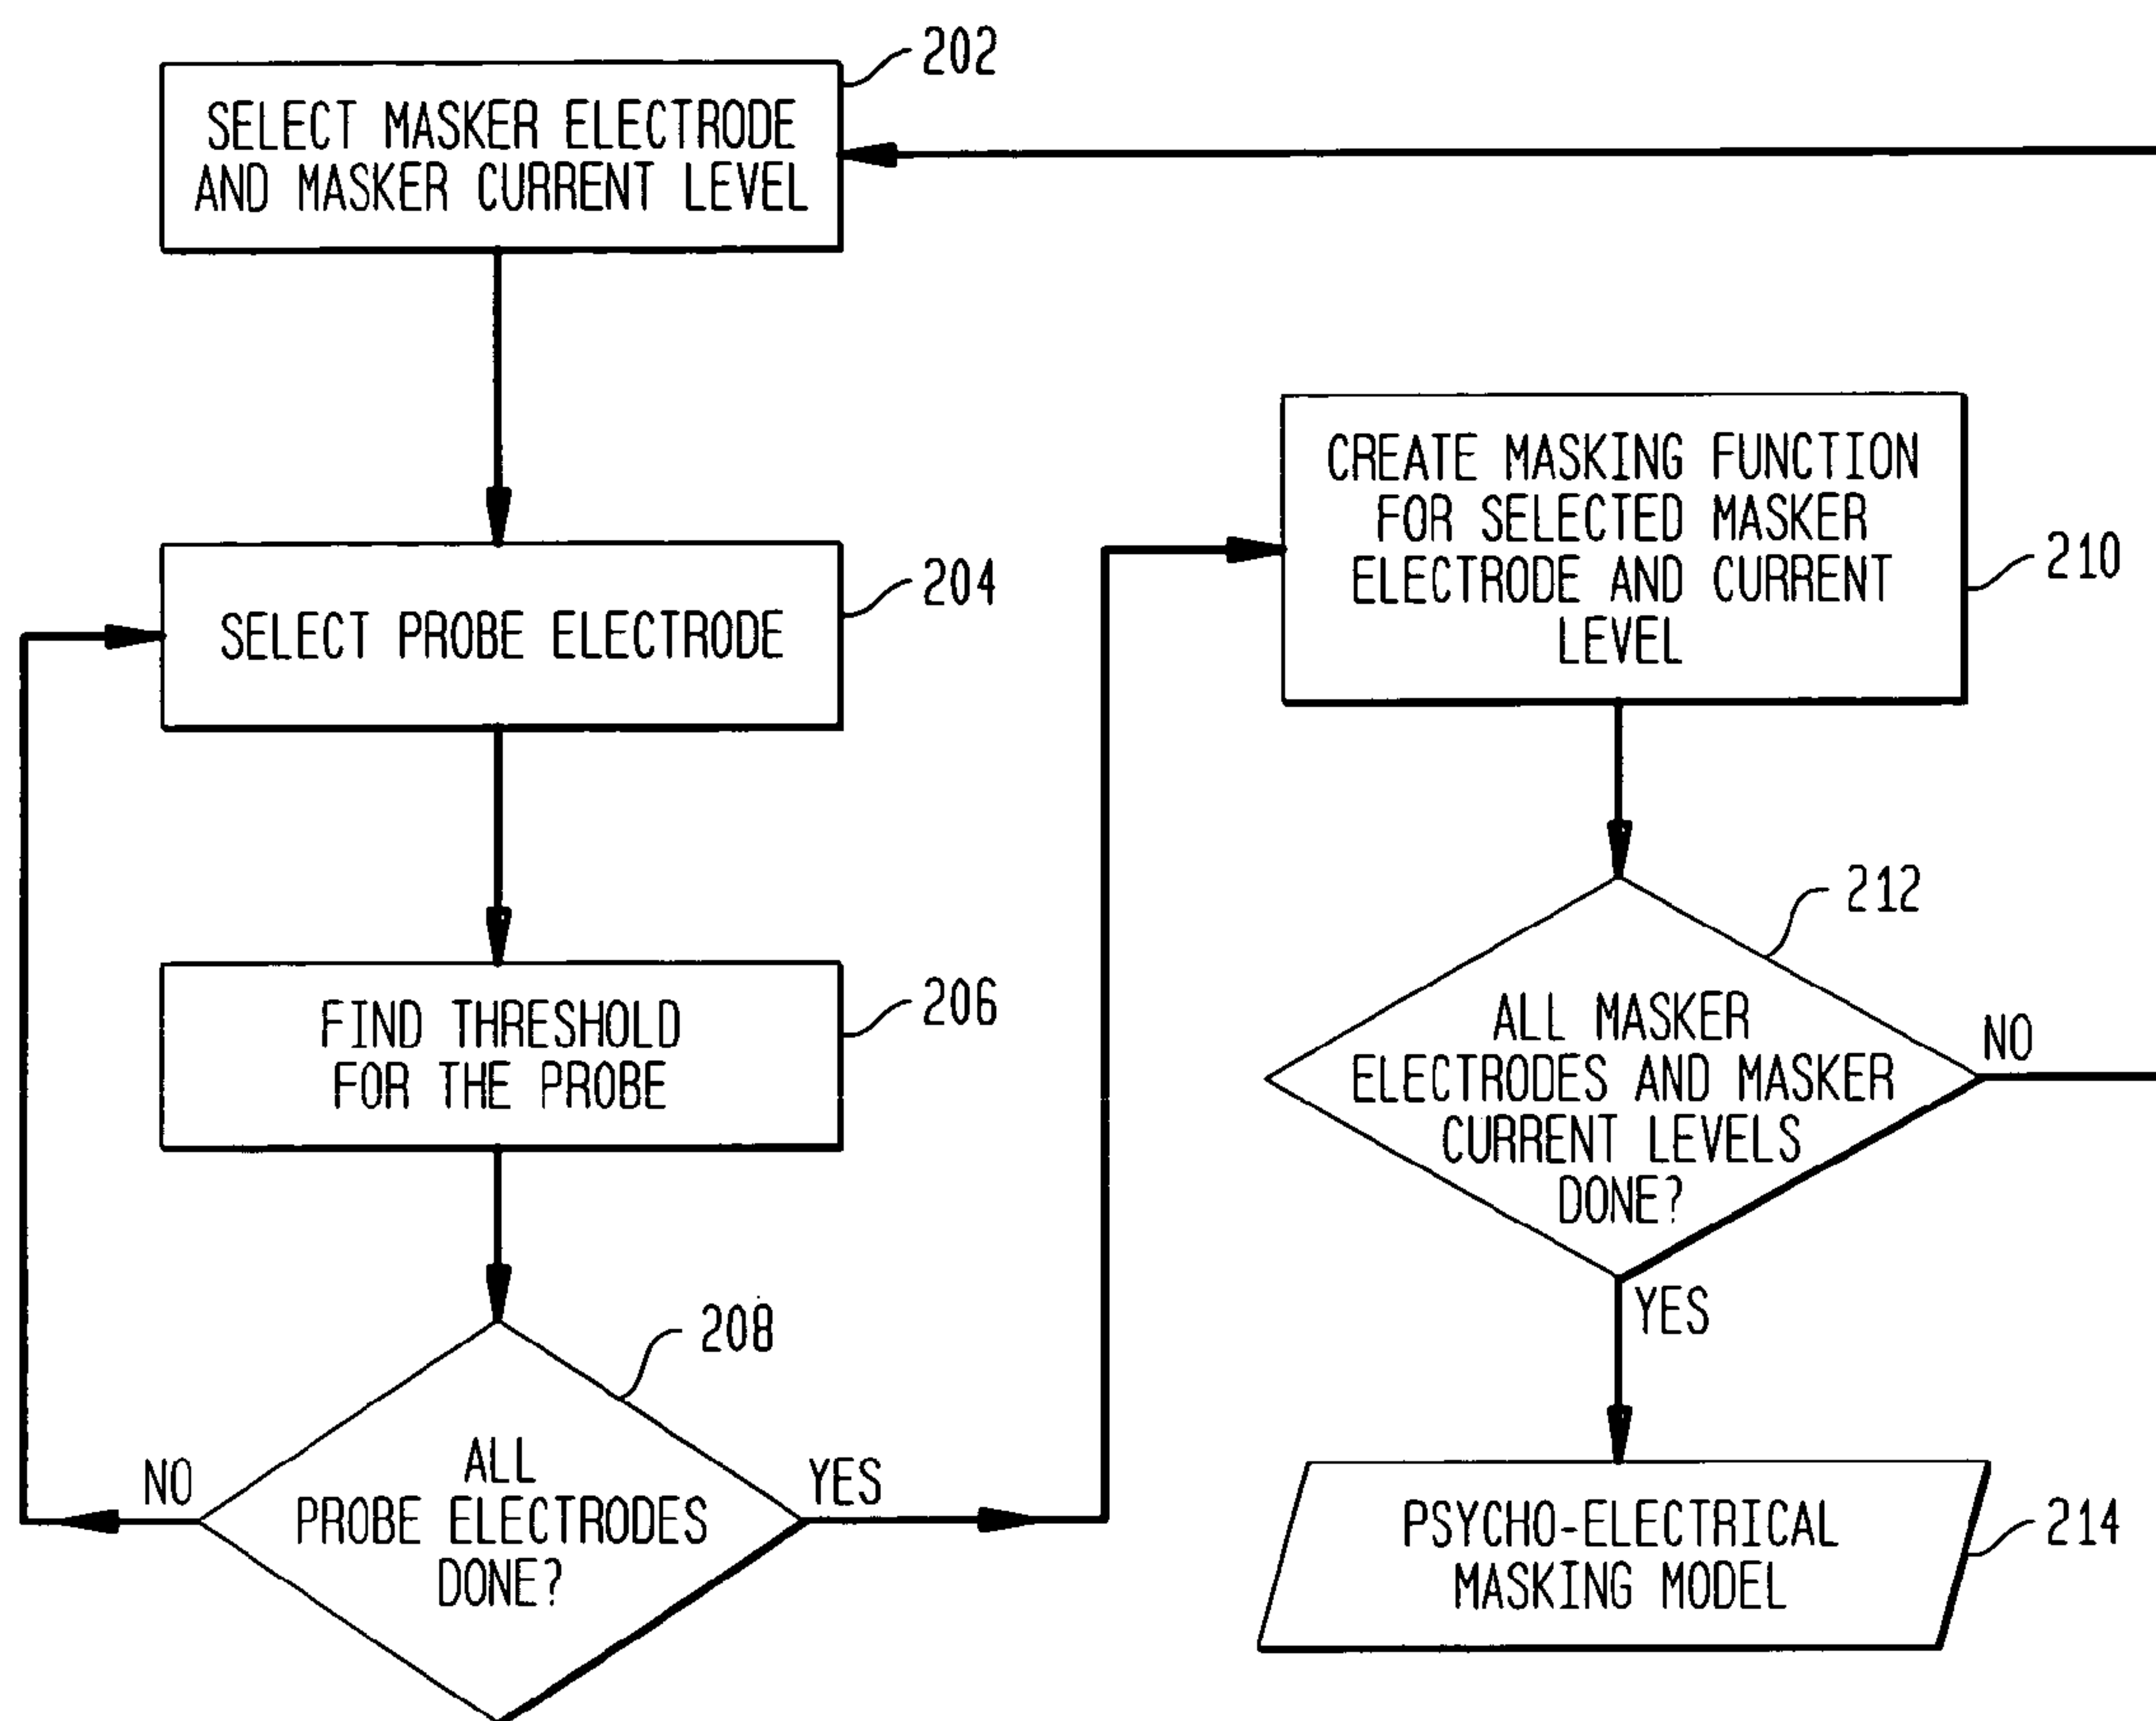 202
SELECT MASKER ELECTRODE
AND MASKER CURRENT LEVEL
204
SELECT PROBE ELECTRODE
206
FIND THRESHOLD
FOR THE PROBE
208
ALL
PROBE ELECTRODES
DONE?
NO
YES
CREATE MASKING FUNCTION
FOR SELECTED MASKER
ELECTRODE AND CURRENT
LEVEL
210
212
ALL MASKER
ELECTRODES AND MASKER
CURRENT LEVELS
DONE?
NO
YES
PSYCHO-ELECTRICAL
MASKING MODEL
214